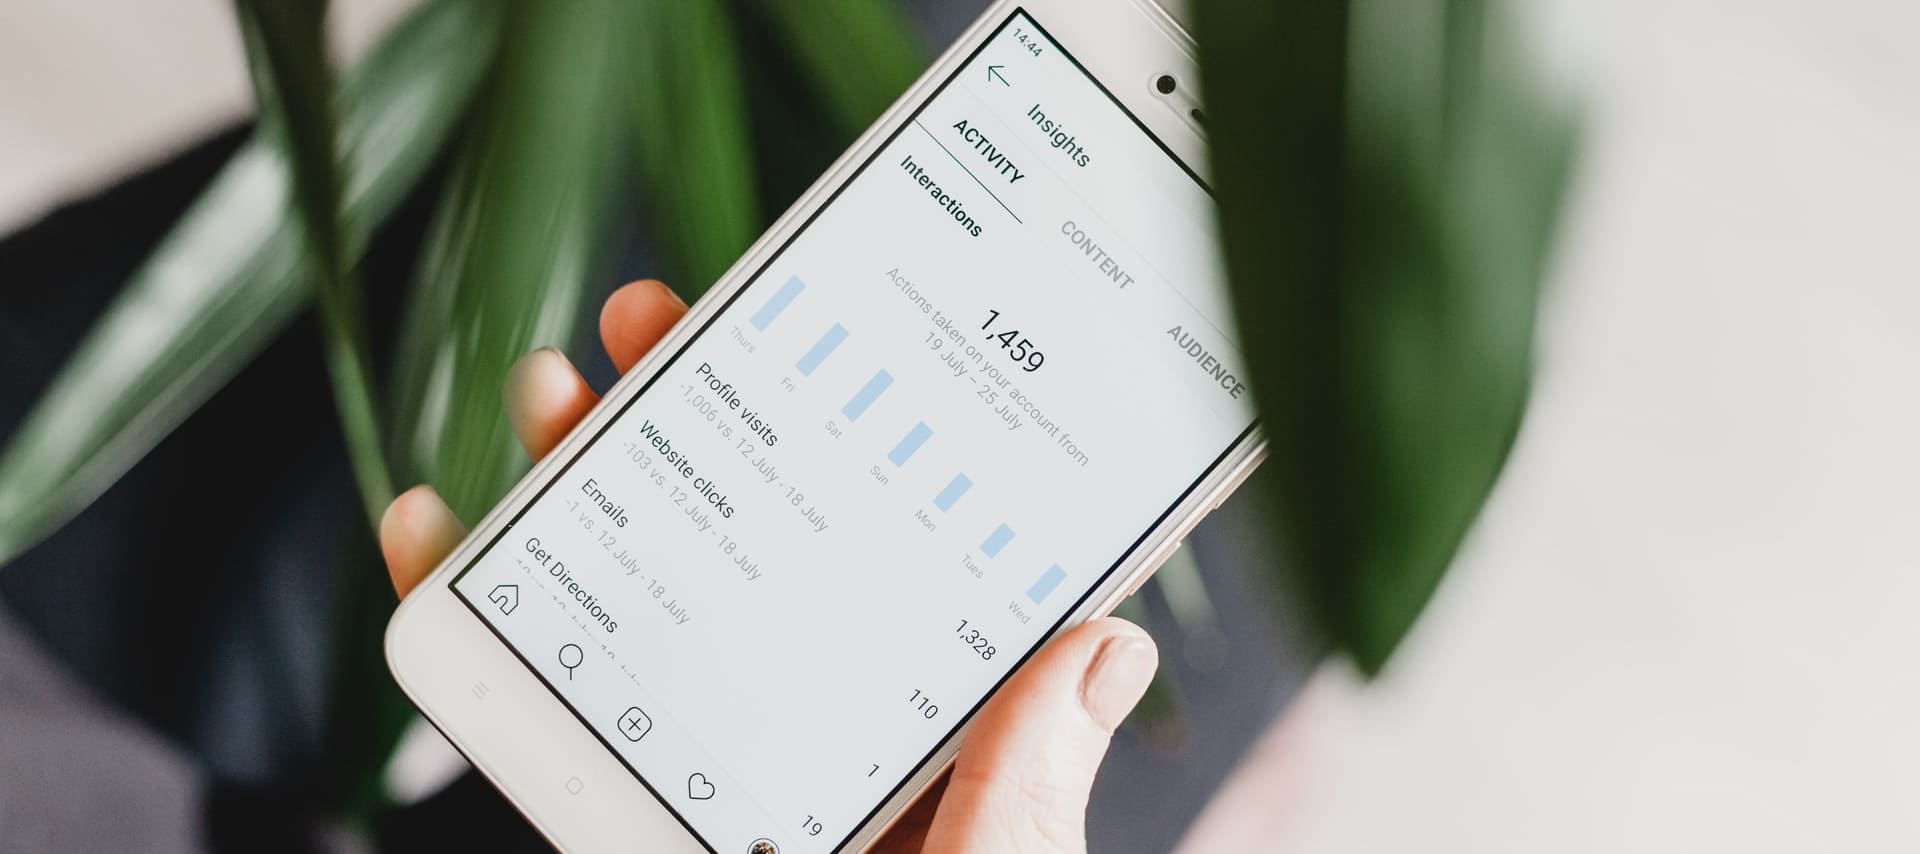 14:44
Insights
ACTIVITY
CONTENT
AUDIENCE
Interactions
1,459
Actions taken on your account from
19 July – 25 July
Thurs
Fri
Sat
Sun
Mon
Tues
Wed
Profile visits
1,328
-1,006 vs. 12 July - 18 July
Website clicks
110
-103 vs. 12 July - 18 July
Emails
1
-1 vs. 12 July - 18 July
Get Directions
19